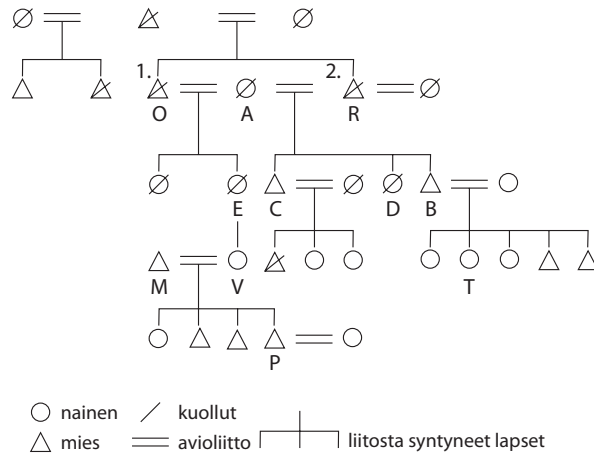 1. 2.
O A R
E C D B
M V T
P
nainen kuollut
mies avioliitto liitosta syntyneet lapset